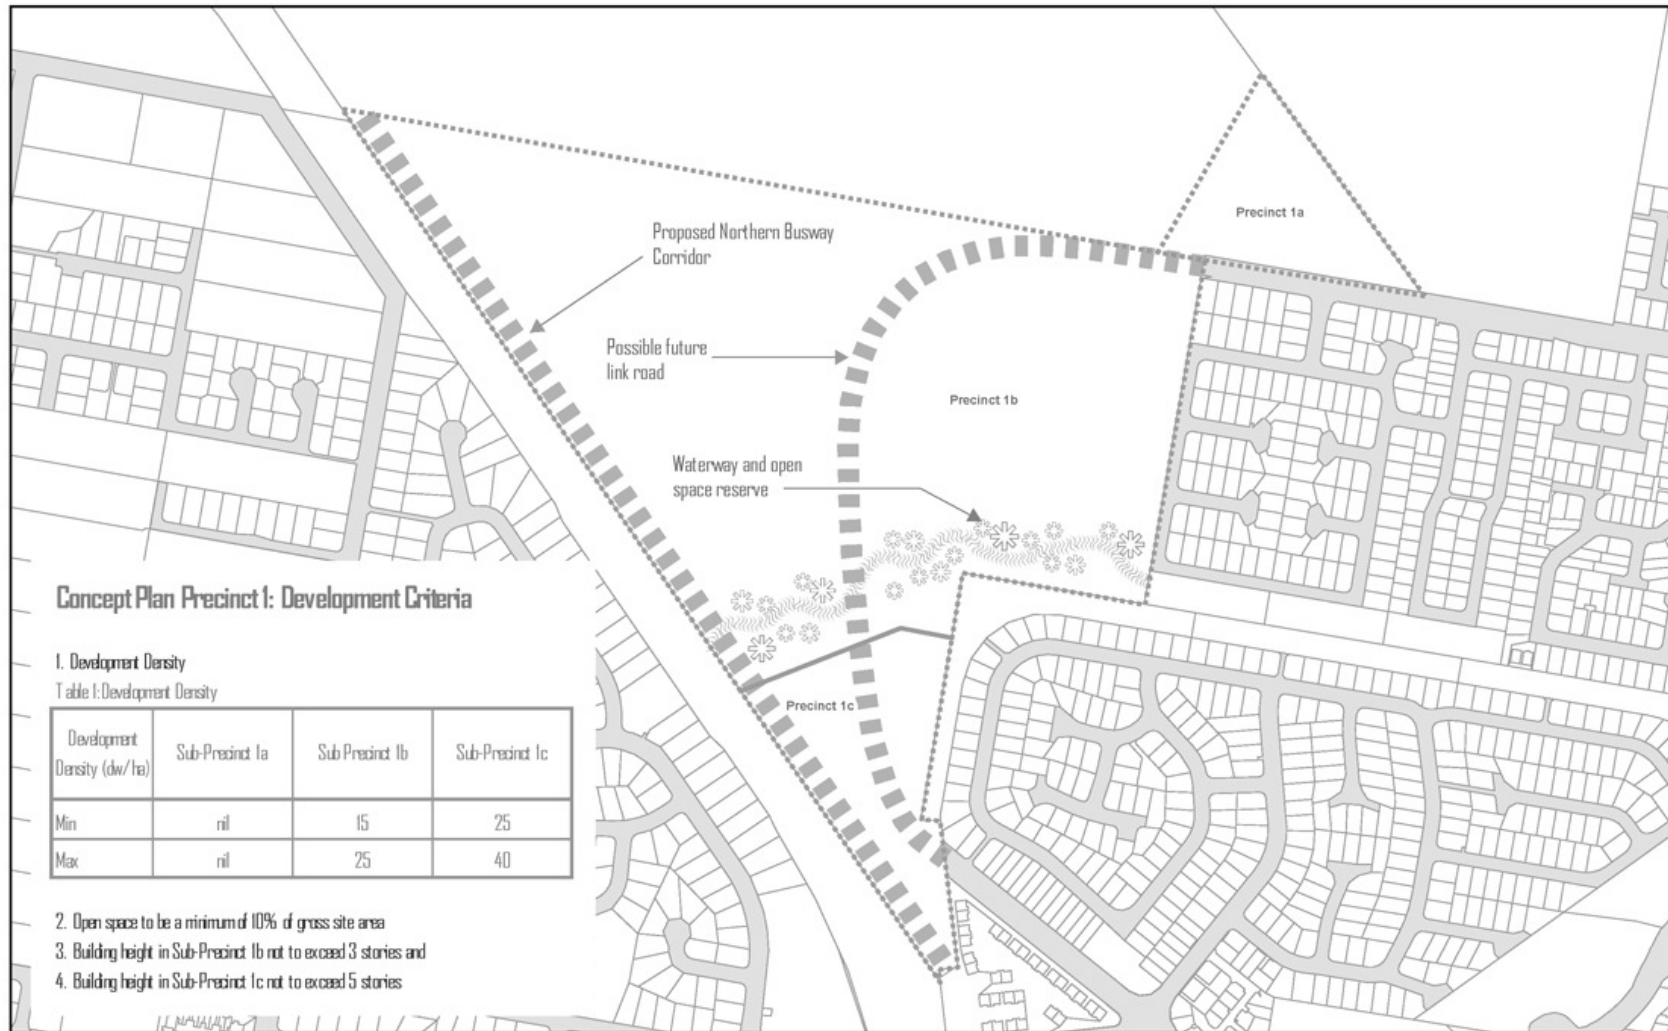 Precinct 1a
Proposed Northern Busway
Corridor
Possible future
link road
Precinct 1b
Waterway and open
space reserve
Precinct 1c
Concept Plan Precinct 1: Development Criteria
1. Development Density
Table 1: Development Density
Development
Density (dw/ha)
Sub-Precinct 1a
Sub Precinct 1b
Sub-Precinct 1c
Min
nil
15
25
Max
nil
25
40
2. Open space to be a minimum of 10% of gross site area
3. Building height in Sub-Precinct 1b not to exceed 3 stories and
4. Building height in Sub-Precinct 1c not to exceed 5 stories